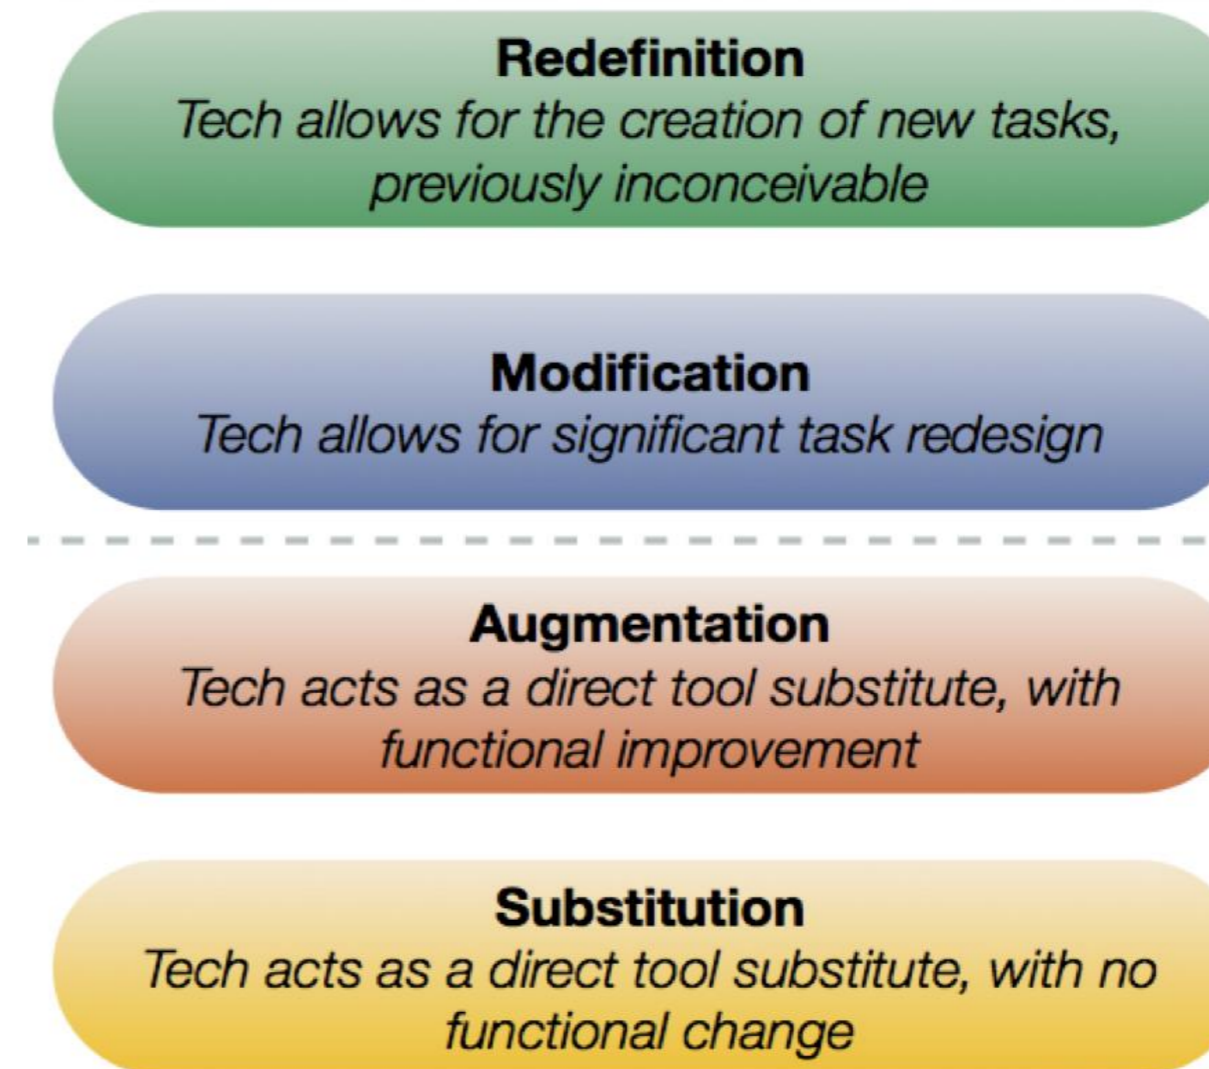 Redefinition
Tech allows for the creation of new tasks,
previously inconceivable
Modification
Tech allows for significant task redesign
Augmentation
Tech acts as a direct tool substitute, with
functional improvement
Substitution
Tech acts as a direct tool substitute, with no
functional change